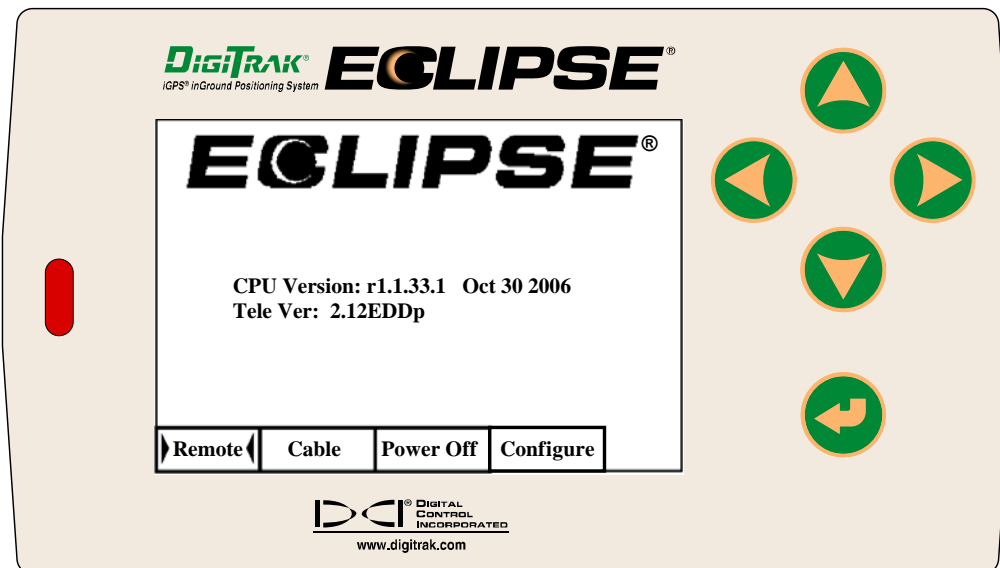 DIGITRAK® ECLIPSE®
iGPS® inGround Positioning System
ECLIPSE®
CPU Version: r1.1.33.1 Oct 30 2006
Tele Ver: 2.12EDDp
Remote Cable Power Off Configure
DCI® DIGITAL
CONTROL
INCORPORATED
www.digitrak.com